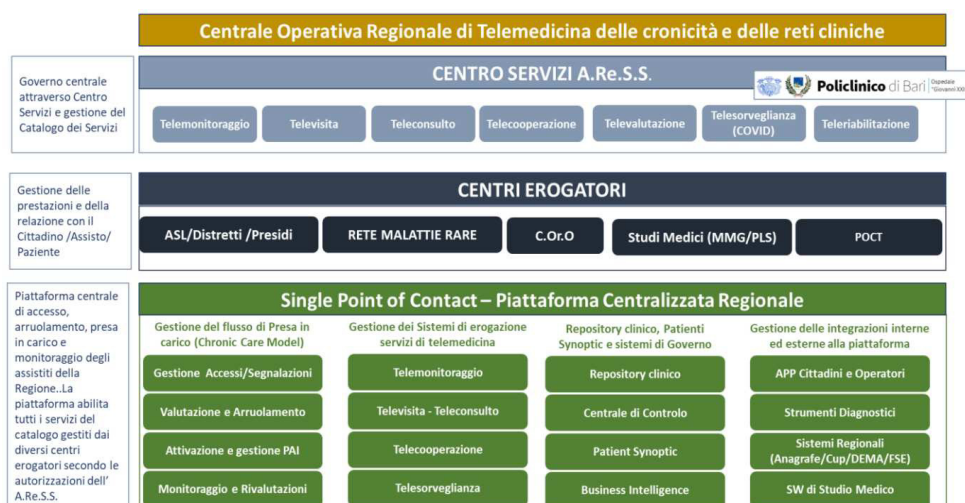 Centrale Operativa Regionale di Telemedicina delle cronicità e delle reti cliniche
Governo centrale
attraverso Centro
Servizi e gestione del
Catalogo dei Servizi
CENTRO SERVIZI A.Re.S.S.
Policlinico di Bari
Ospedale
Telemonitoraggio
Televisita
Teleconsulto
Telecooperazione
Televalutazione
Telesorveglianza
(COVID)
Teleriabilitazione
Gestione delle
prestazioni e della
relazione con il
Cittadino /Assisto/
Paziente
CENTRI EROGATORI
ASL/Distretti /Presidi
RETE MALATTIE RARE
C.Or.O
Studi Medici (MMG/PLS)
POCT
Piattaforma centrale
di accesso,
arruolamento, presa
in carico e
monitoraggio degli
assistiti della
Regione..La
piattaforma abilita
tutti i servizi del
catalogo gestiti dai
diversi centri
erogatori secondo le
autorizzazioni dell'
A.Re.S.S.
Single Point of Contact – Piattaforma Centralizzata Regionale
Gestione del flusso di Presa in
carico (Chronic Care Model)
Gestione Accessi/Segnalazioni
Valutazione e Arruolamento
Attivazione e gestione PAI
Monitoraggio e Rivalutazioni
Gestione dei Sistemi di erogazione
servizi di telemedicina
Telemonitoraggio
Televisita - Teleconsulto
Telecooperazione
Telesorveglianza
Repository clinico, Patienti
Synoptic e sistemi di Governo
Repository clinico
Centrale di Controlo
Patient Synoptic
Business Intelligence
Gestione delle integrazioni interne
ed esterne alla piattaforma
APP Cittadini e Operatori
Strumenti Diagnostici
Sistemi Regionali
(Anagrafe/Cup/DEMA/FSE)
SW di Studio Medico